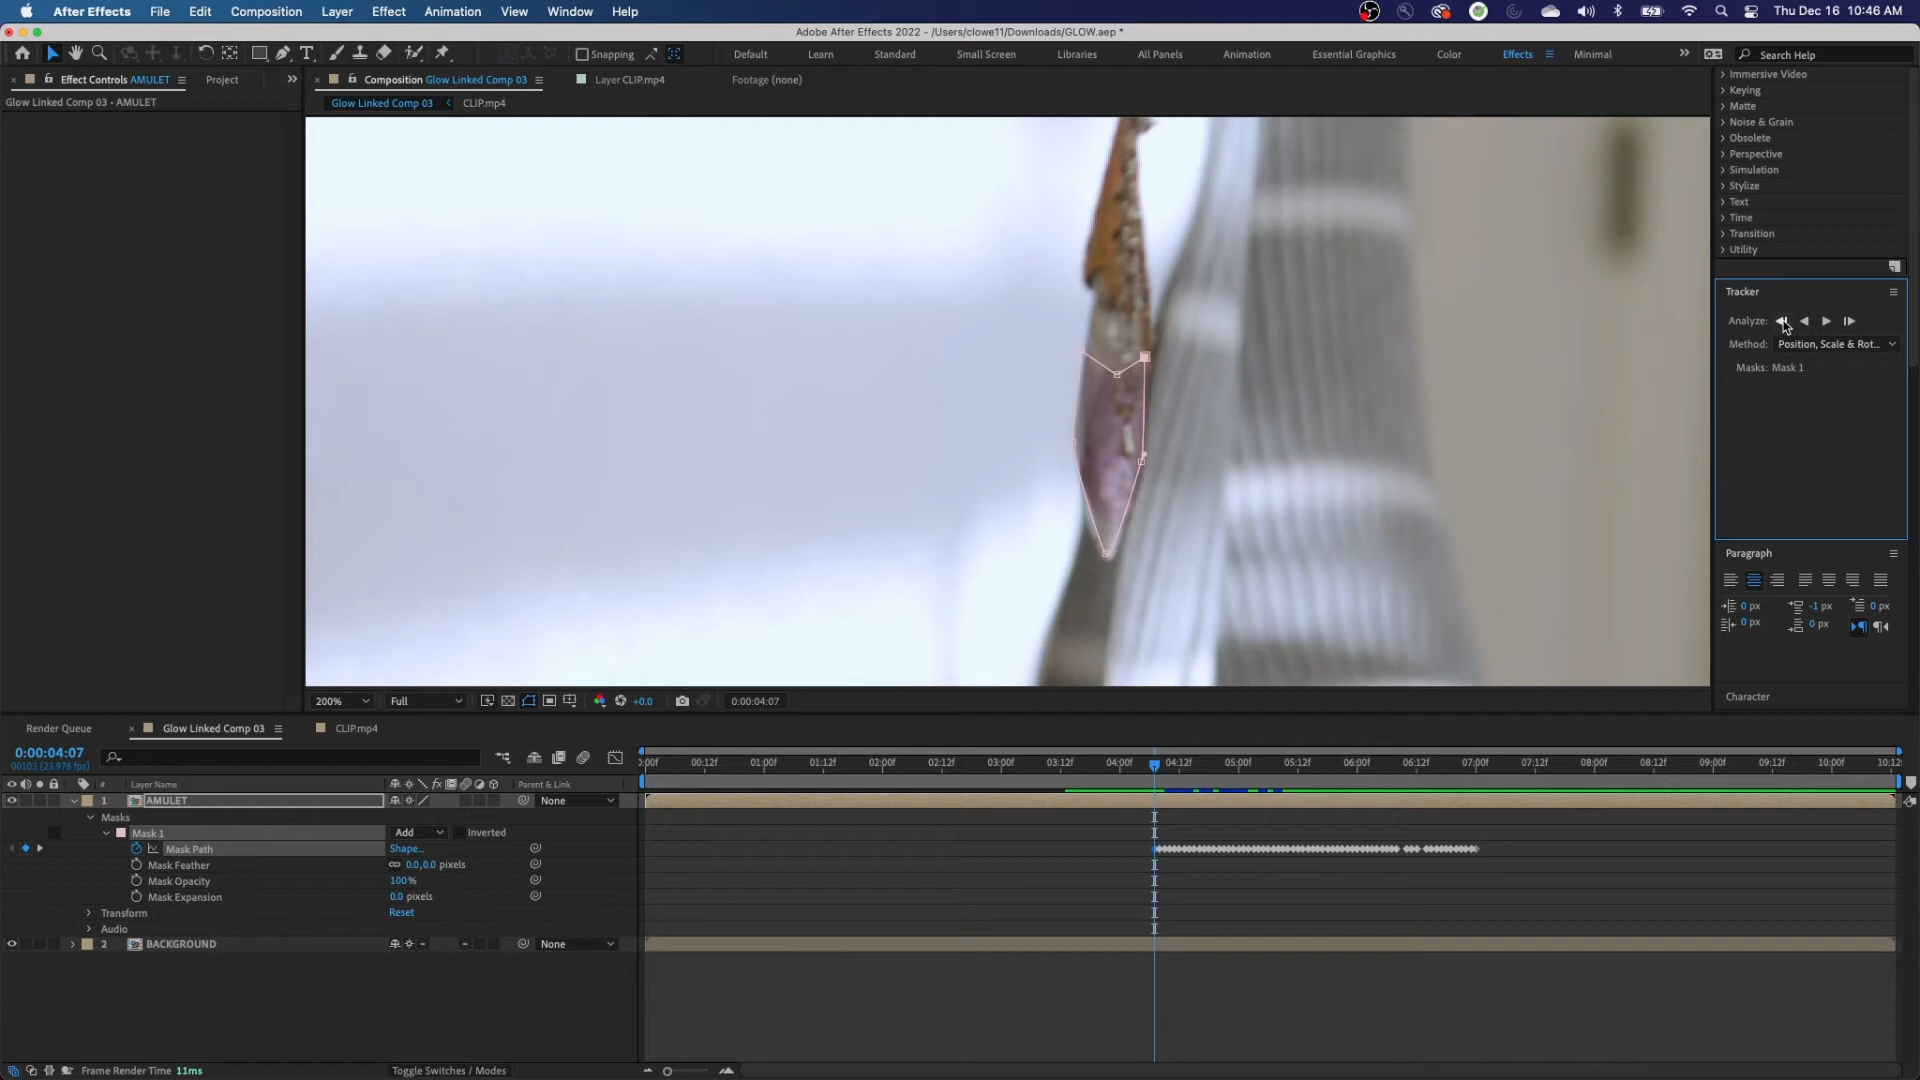 After Effects File Edit Composition Layer Effect Animation View Window Help Thu Dec 16 10:46 AM
Adobe After Effects 2022 - /Users/clowe11/Downloads/GLOW.aep *
Snapping Default Learn Standard Small Screen Libraries All Panels Animation Essential Graphics Color Effects Minimal Search Help
Effect Controls AMULET Project Composition Glow Linked Comp 03 Layer CLIP.mp4 Footage (none)
Glow Linked Comp 03 - AMULET
Glow Linked Comp 03 CLIP.mp4
Immersive Video
Keying
Matte
Noise & Grain
Obsolete
Perspective
Simulation
Stylize
Text
Time
Transition
Utility
Tracker
Analyze:
Method: Position, Scale & Rot...
Masks: Mask 1
Paragraph
0 px -1 px 0 px
0 px 0 px
Character
200% Full +0.0 0:00:04:07
Render Queue Glow Linked Comp 03 CLIP.mp4
0:00:04:07
00103 (23.976 fps)
0:00f 00:12f 01:00f 01:12f 02:00f 02:12f 03:00f 03:12f 04:00f 04:12f 05:00f 05:12f 06:00f 06:12f 07:00f 07:12f 08:00f 08:12f 09:00f 09:12f 10:00f 10:12f
# Layer Name Parent & Link
1 AMULET None
Masks
Mask 1 Add Inverted
Mask Path Shape...
Mask Feather 0.0,0.0 pixels
Mask Opacity 100%
Mask Expansion 0.0 pixels
Transform Reset
Audio
2 BACKGROUND None
Frame Render Time 11ms Toggle Switches / Modes